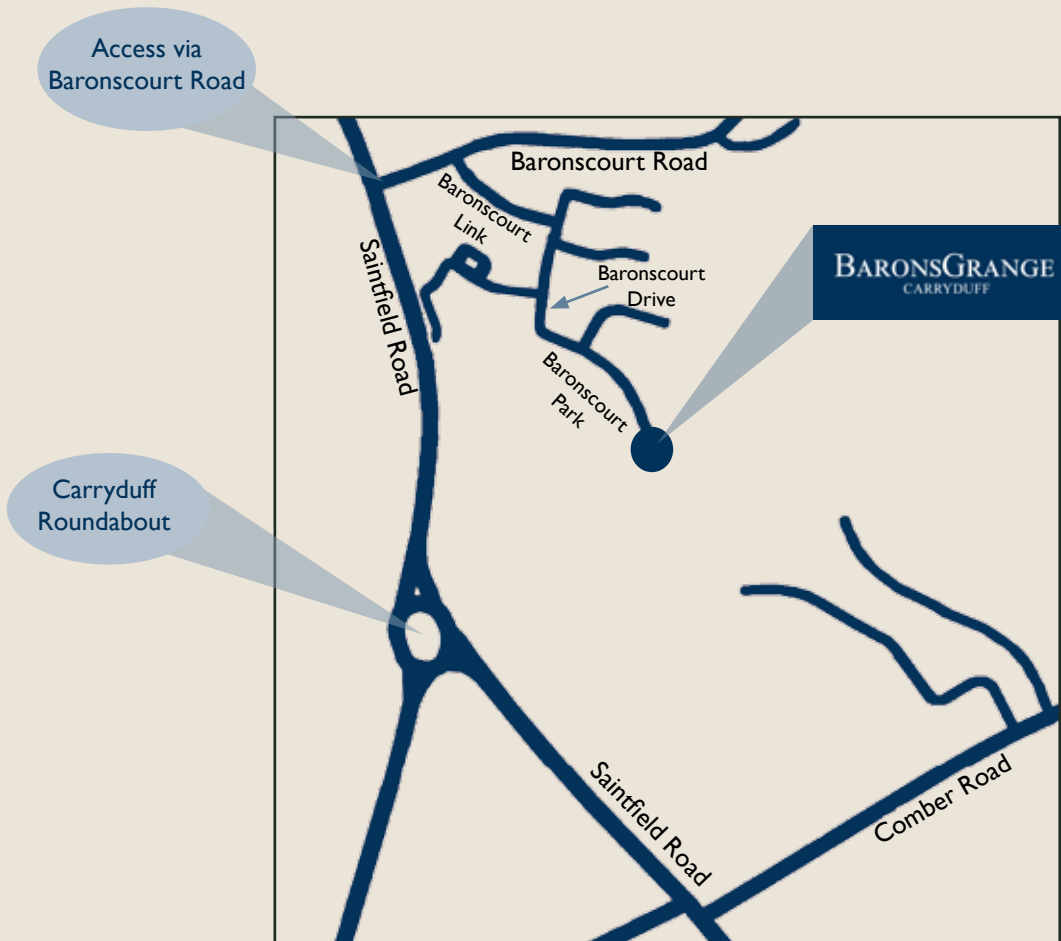 Access via
Baronscourt Road
Baronscourt Road
Baronscourt
Link
Saintfield Road
Baronscourt
Drive
BARONSGRANGE
CARRYDUFF
Baronscourt
Park
Carryduff
Roundabout
Saintfield Road
Comber Road